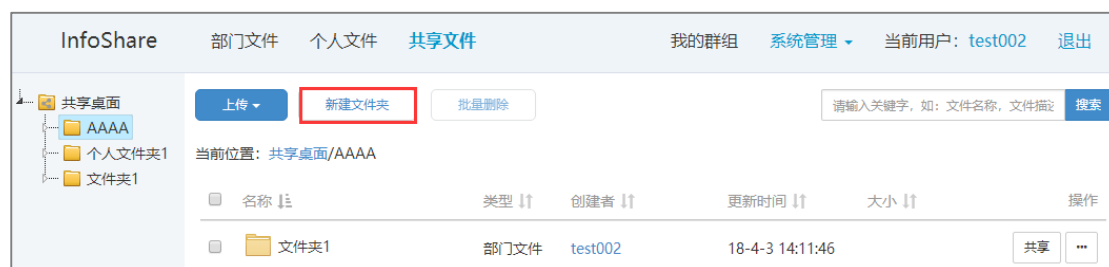 InfoShare 部门文件 个人文件 共享文件 我的群组 系统管理 当前用户：test002 退出
共享桌面
AAAA
个人文件夹1
文件夹1
上传 新建文件夹 批量删除 请输入关键字，如：文件名称，文件描述 搜索
当前位置：共享桌面/AAAA
名称 类型 创建者 更新时间 大小 操作
文件夹1 部门文件 test002 18-4-3 14:11:46 共享 ···